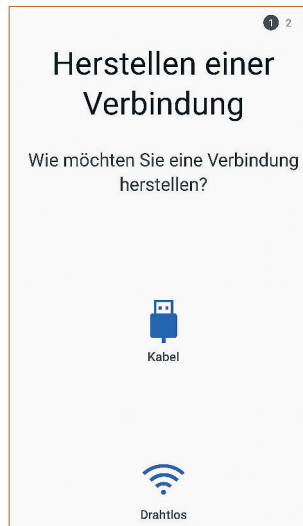 1 2
Herstellen einer
Verbindung
Wie möchten Sie eine Verbindung
herstellen?
Kabel
Drahtlos